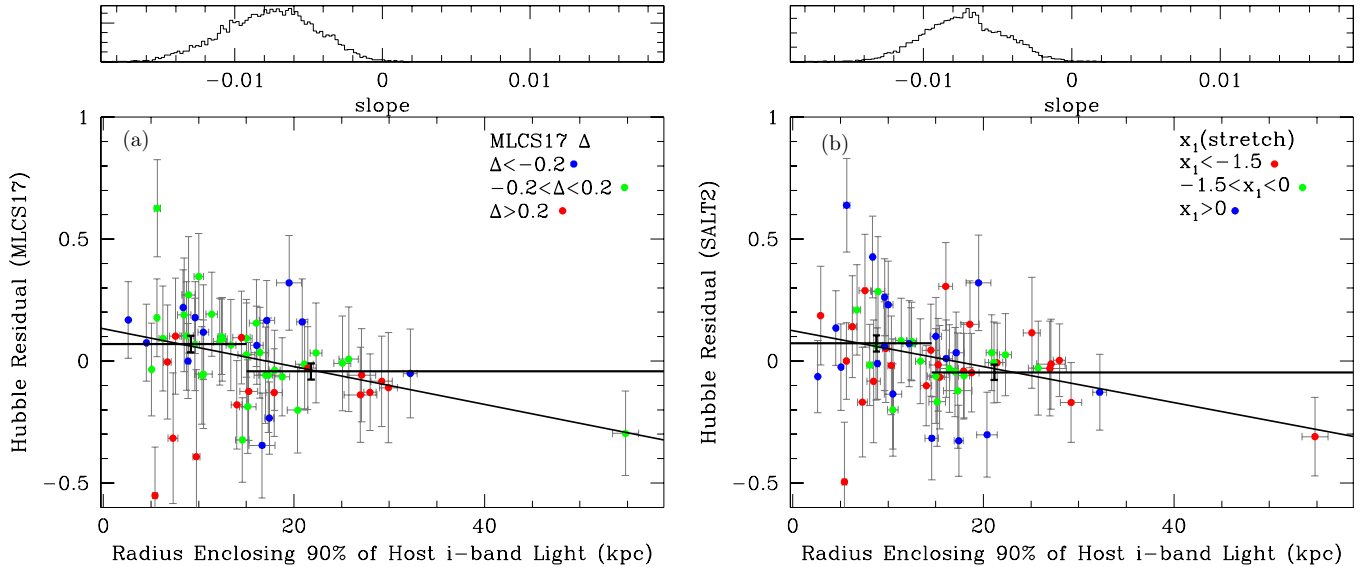 −0.01 0 0.01
slope
−0.01 0 0.01
slope
Hubble Residual (MLCS17)
1
0.5
0
−0.5
(a)
MLCS17 Δ
Δ<−0.2
−0.2<Δ<0.2
Δ>0.2
0 20 40
Radius Enclosing 90% of Host i−band Light (kpc)
Hubble Residual (SALT2)
1
0.5
0
−0.5
(b)
x₁(stretch)
x₁<−1.5
−1.5<x₁<0
x₁>0
0 20 40
Radius Enclosing 90% of Host i−band Light (kpc)